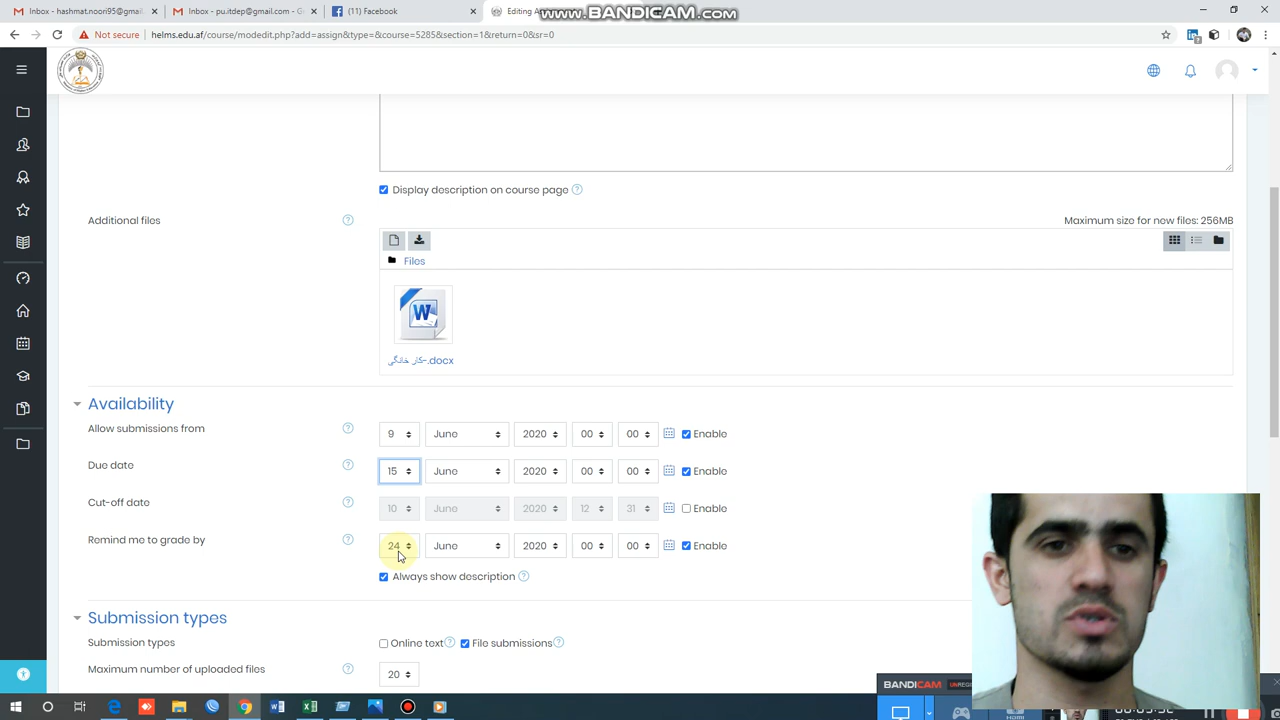 hashmat.noori95@gmail.com -
Pu.itdep@gmail.com - G
(11) Facebook
Editing As
www.BANDICAM.com
Not secure
helms.edu.af/course/modedit.php?add=assign&type=&course=5285&section=1&return=0&sr=0
Display description on course page
Additional files
Maximum size for new files: 256MB
Files
کار خانگی-.docx
Availability
Allow submissions from
9 June 2020 00 00 Enable
Due date
15 June 2020 00 00 Enable
Cut-off date
10 June 2020 12 31 Enable
Remind me to grade by
24 June 2020 00 00 Enable
Always show description
Submission types
Submission types
Online text File submissions
Maximum number of uploaded files
20
BANDICAM